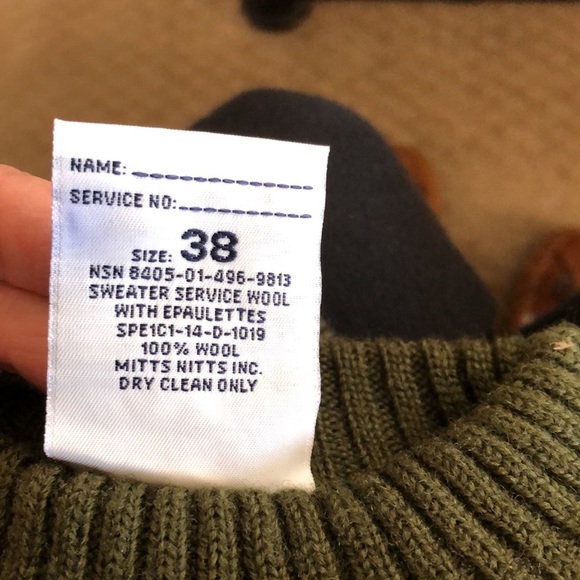 NAME:
SERVICE NO:
SIZE: 38
NSN 8405-01-496-9813
SWEATER SERVICE WOOL
WITH EPAULETTES
SPE1C1-14-D-1019
100% WOOL
MITTS NITTS INC.
DRY CLEAN ONLY